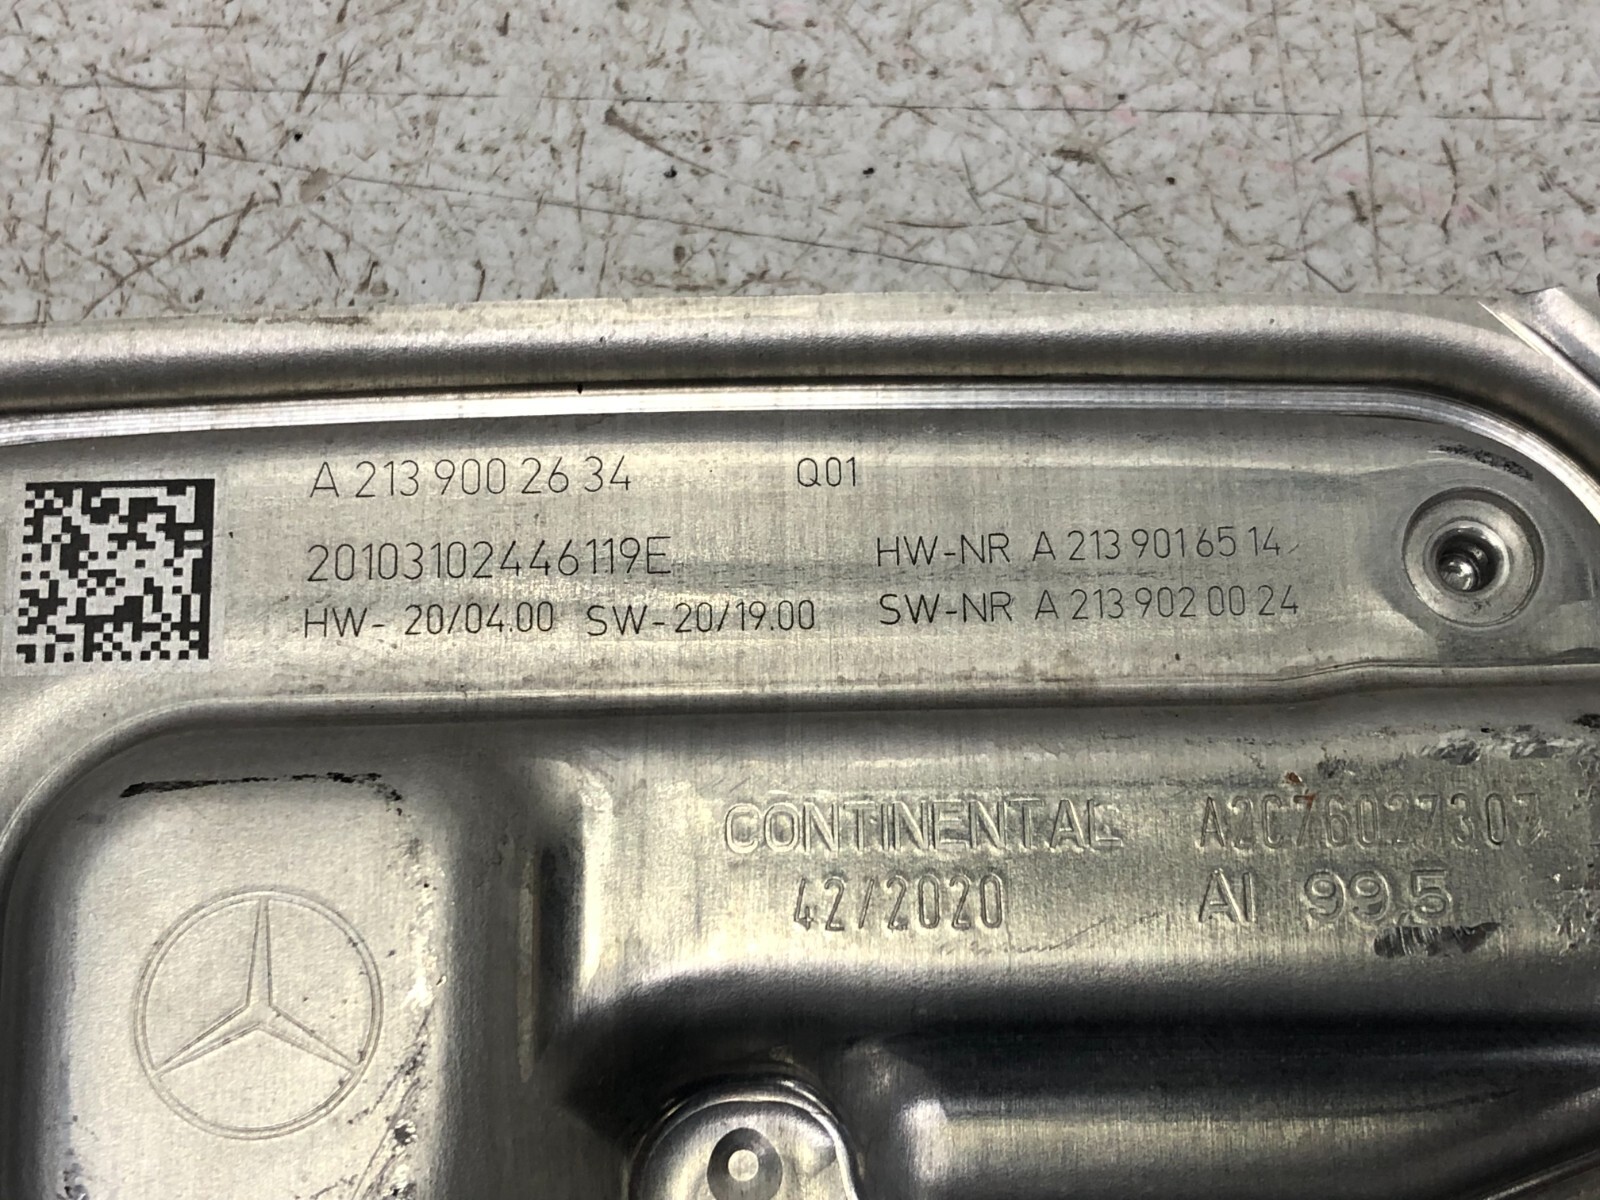 A 213 900 26 34 Q01
20103102446119E
HW-NR A 213 901 65 14
HW- 20/04.00 SW-20/19.00
SW-NR A 213 902 00 24
CONTINENTAL A2C76027307
42/2020 Al 99.5